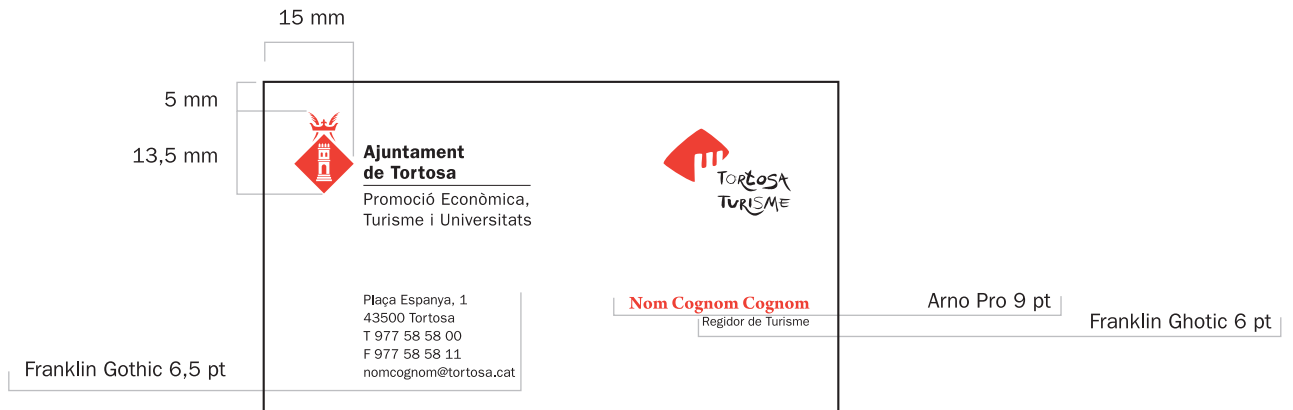 15 mm
5 mm
13,5 mm
Ajuntament
de Tortosa
Promoció Econòmica,
Turisme i Universitats
TORTOSA
TURISME
Plaça Espanya, 1
43500 Tortosa
T 977 58 58 00
F 977 58 58 11
nomcognom@tortosa.cat
Franklin Gothic 6,5 pt
Nom Cognom Cognom
Regidor de Turisme
Arno Pro 9 pt
Franklin Ghotic 6 pt